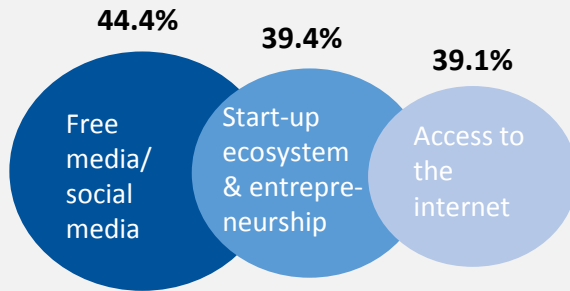 44.4%
39.4%
39.1%
Free
media/
social
media
Start-up
ecosystem
& entrepre-
neurship
Access to
the
internet